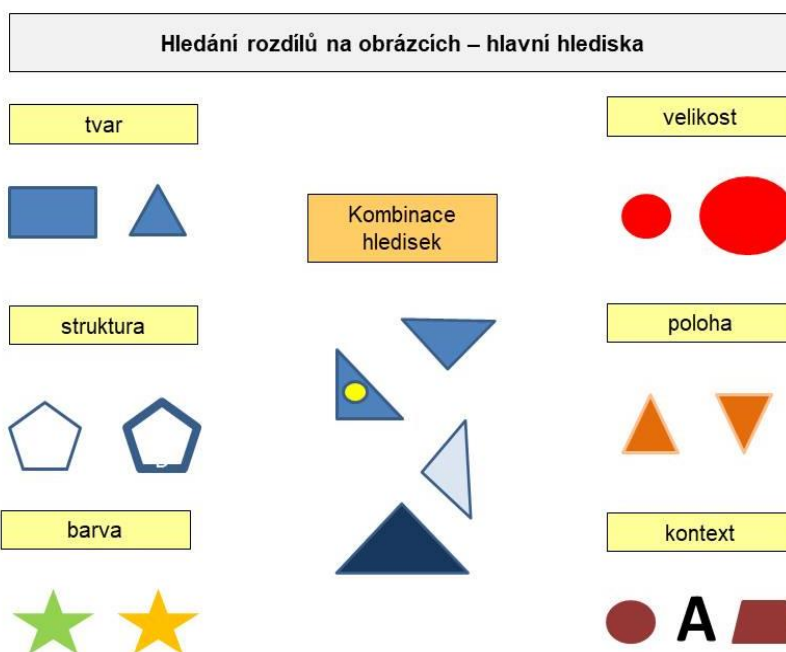 Hledání rozdílů na obrázcích – hlavní hlediska
tvar
velikost
Kombinace
hledisek
struktura
poloha
barva
kontext
A